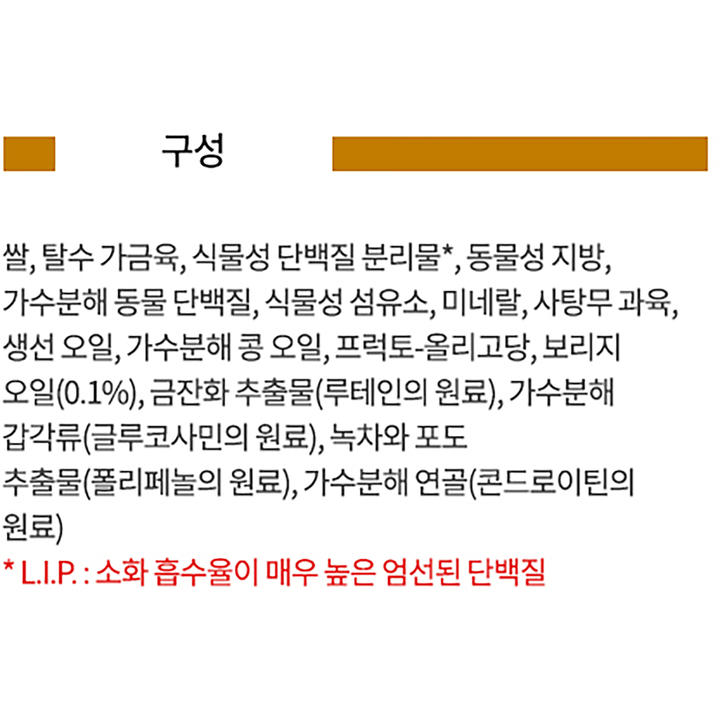 구성
쌀, 탈수 가금육, 식물성 단백질 분리물*, 동물성 지방,
가수분해 동물 단백질, 식물성 섬유소, 미네랄, 사탕무 과육,
생선 오일, 가수분해 콩 오일, 프럭토-올리고당, 보리지
오일(0.1%), 금잔화 추출물(루테인의 원료), 가수분해
갑각류(글루코사민의 원료), 녹차와 포도
추출물(폴리페놀의 원료), 가수분해 연골(콘드로이틴의
원료)
* L.I.P. : 소화 흡수율이 매우 높은 엄선된 단백질